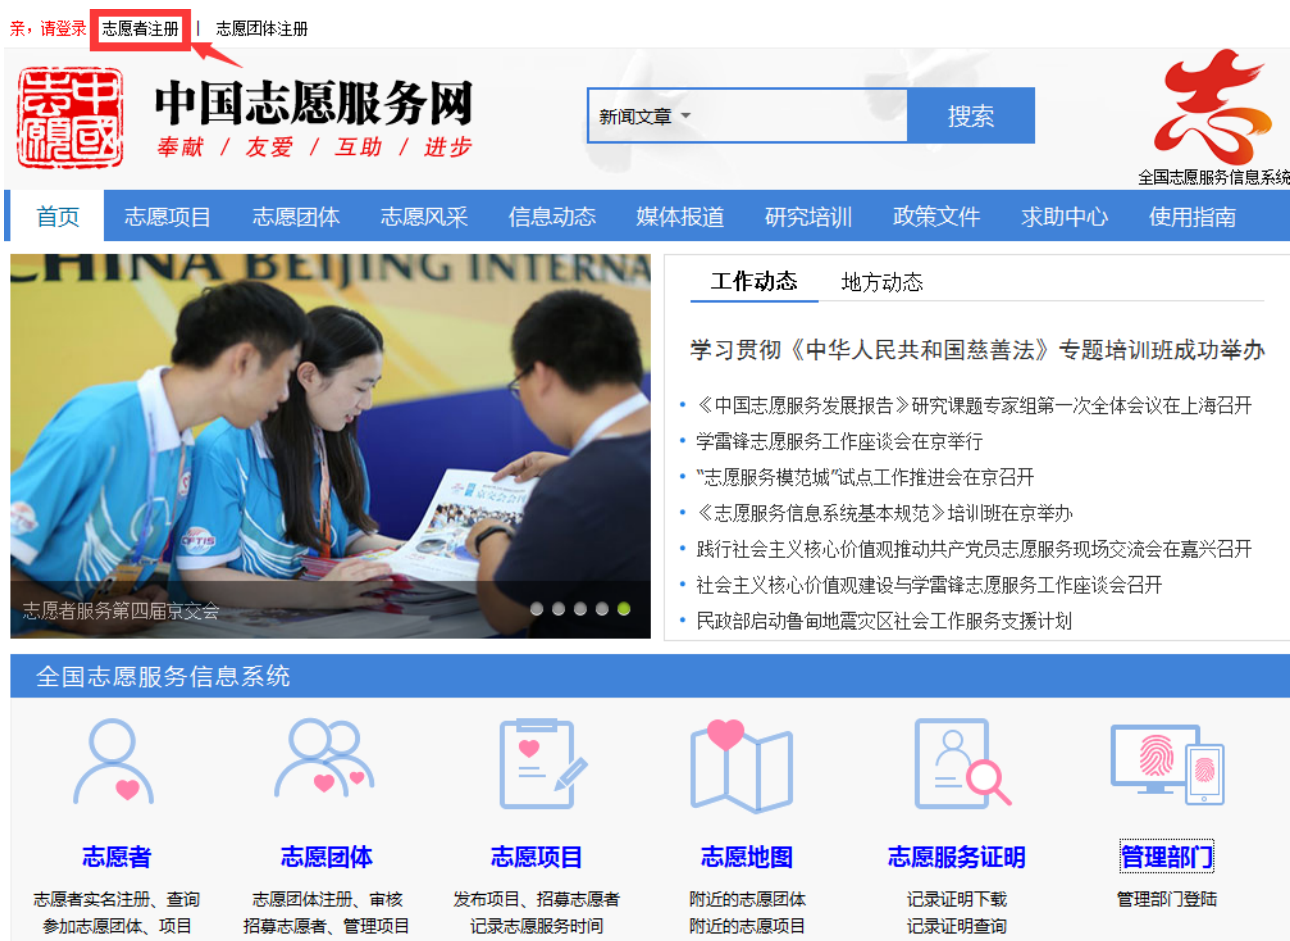 亲，请登录 志愿者注册 | 志愿团体注册
中國志願
中国志愿服务网
奉献 / 友爱 / 互助 / 进步
新闻文章 搜索
志
全国志愿服务信息系统
首页 志愿项目 志愿团体 志愿风采 信息动态 媒体报道 研究培训 政策文件 求助中心 使用指南
CHINA BEIJING INTERNA
CFTIS
京交会会刊
志愿者服务第四届京交会
工作动态 地方动态
学习贯彻《中华人民共和国慈善法》专题培训班成功举办
• 《中国志愿服务发展报告》研究课题专家组第一次全体会议在上海召开
• 学雷锋志愿服务工作座谈会在京举行
• “志愿服务模范城”试点工作推进会在京召开
• 《志愿服务信息系统基本规范》培训班在京举办
• 践行社会主义核心价值观推动共产党员志愿服务现场交流会在嘉兴召开
• 社会主义核心价值观建设与学雷锋志愿服务工作座谈会召开
• 民政部启动鲁甸地震灾区社会工作服务支援计划
全国志愿服务信息系统
志愿者 志愿团体 志愿项目 志愿地图 志愿服务证明 管理部门
志愿者实名注册、查询 志愿团体注册、审核 发布项目、招募志愿者 附近的志愿团体 记录证明下载 管理部门登陆
参加志愿团体、项目 招募志愿者、管理项目 记录志愿服务时间 附近的志愿项目 记录证明查询